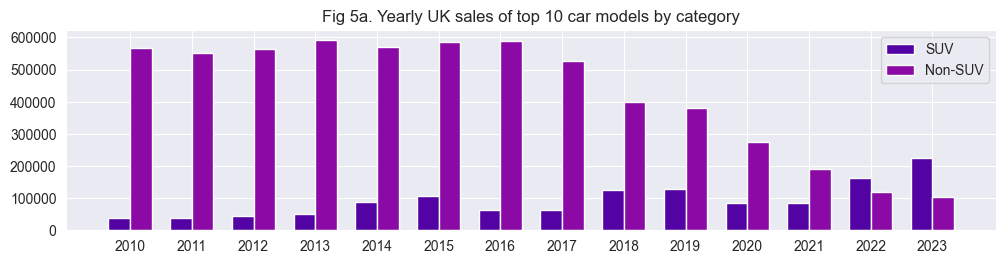 Fig 5a. Yearly UK sales of top 10 car models by category
600000
500000
400000
300000
200000
100000
0
SUV
Non-SUV
2010 2011 2012 2013 2014 2015 2016 2017 2018 2019 2020 2021 2022 2023